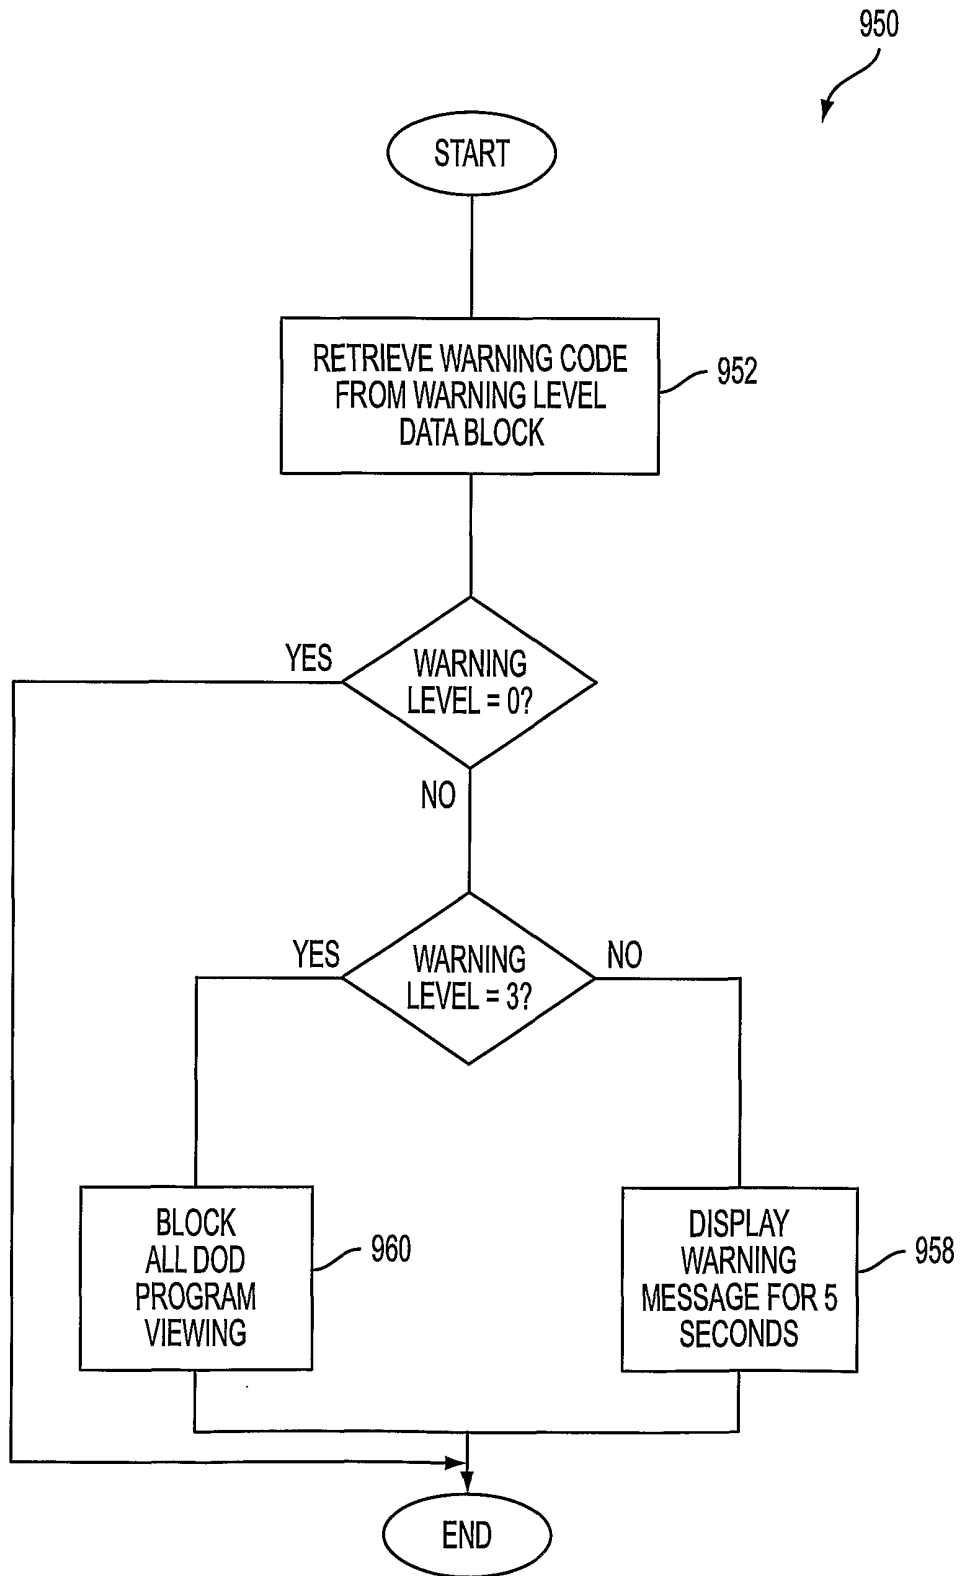 950
START
RETRIEVE WARNING CODE
FROM WARNING LEVEL
DATA BLOCK
952
YES
WARNING
LEVEL = 0?
NO
YES
WARNING
LEVEL = 3?
NO
BLOCK
ALL DOD
PROGRAM
VIEWING
960
DISPLAY
WARNING
MESSAGE FOR 5
SECONDS
958
END